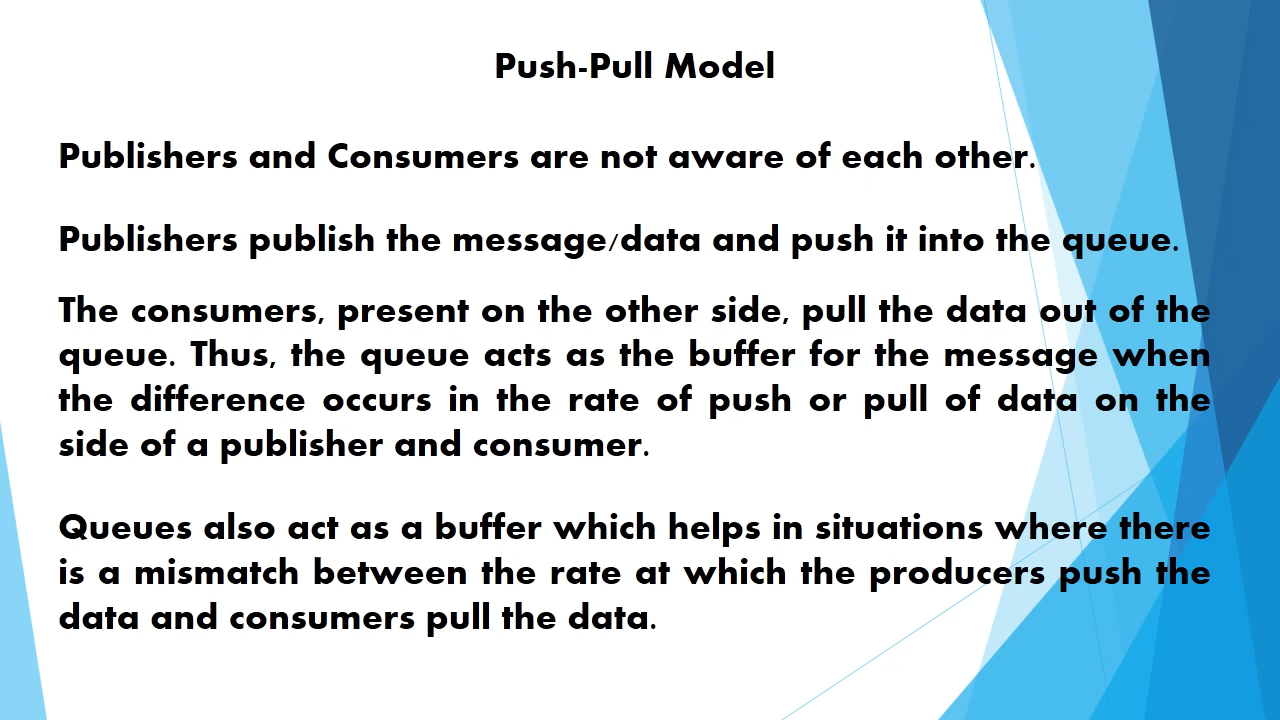 Push-Pull Model
Publishers and Consumers are not aware of each other.
Publishers publish the message/data and push it into the queue.
The consumers, present on the other side, pull the data out of the
queue. Thus, the queue acts as the buffer for the message when
the difference occurs in the rate of push or pull of data on the
side of a publisher and consumer.
Queues also act as a buffer which helps in situations where there
is a mismatch between the rate at which the producers push the
data and consumers pull the data.